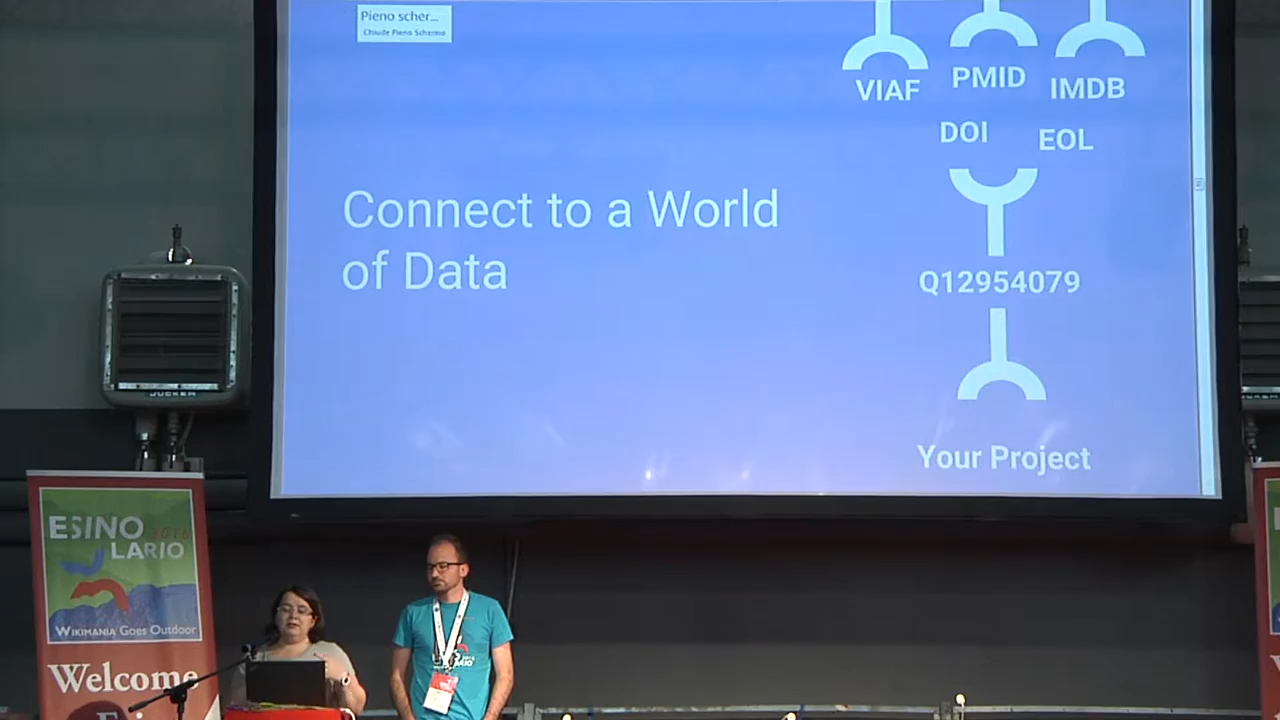 Pieno scher...
Chiude Pieno Schermo
VIAF
PMID
IMDB
DOI
EOL
Connect to a World
of Data
Q12954079
Your Project
JUCKER
ESINO 2016
LARIO
WIKIMANIA GOES OUTDOOR
Welcome